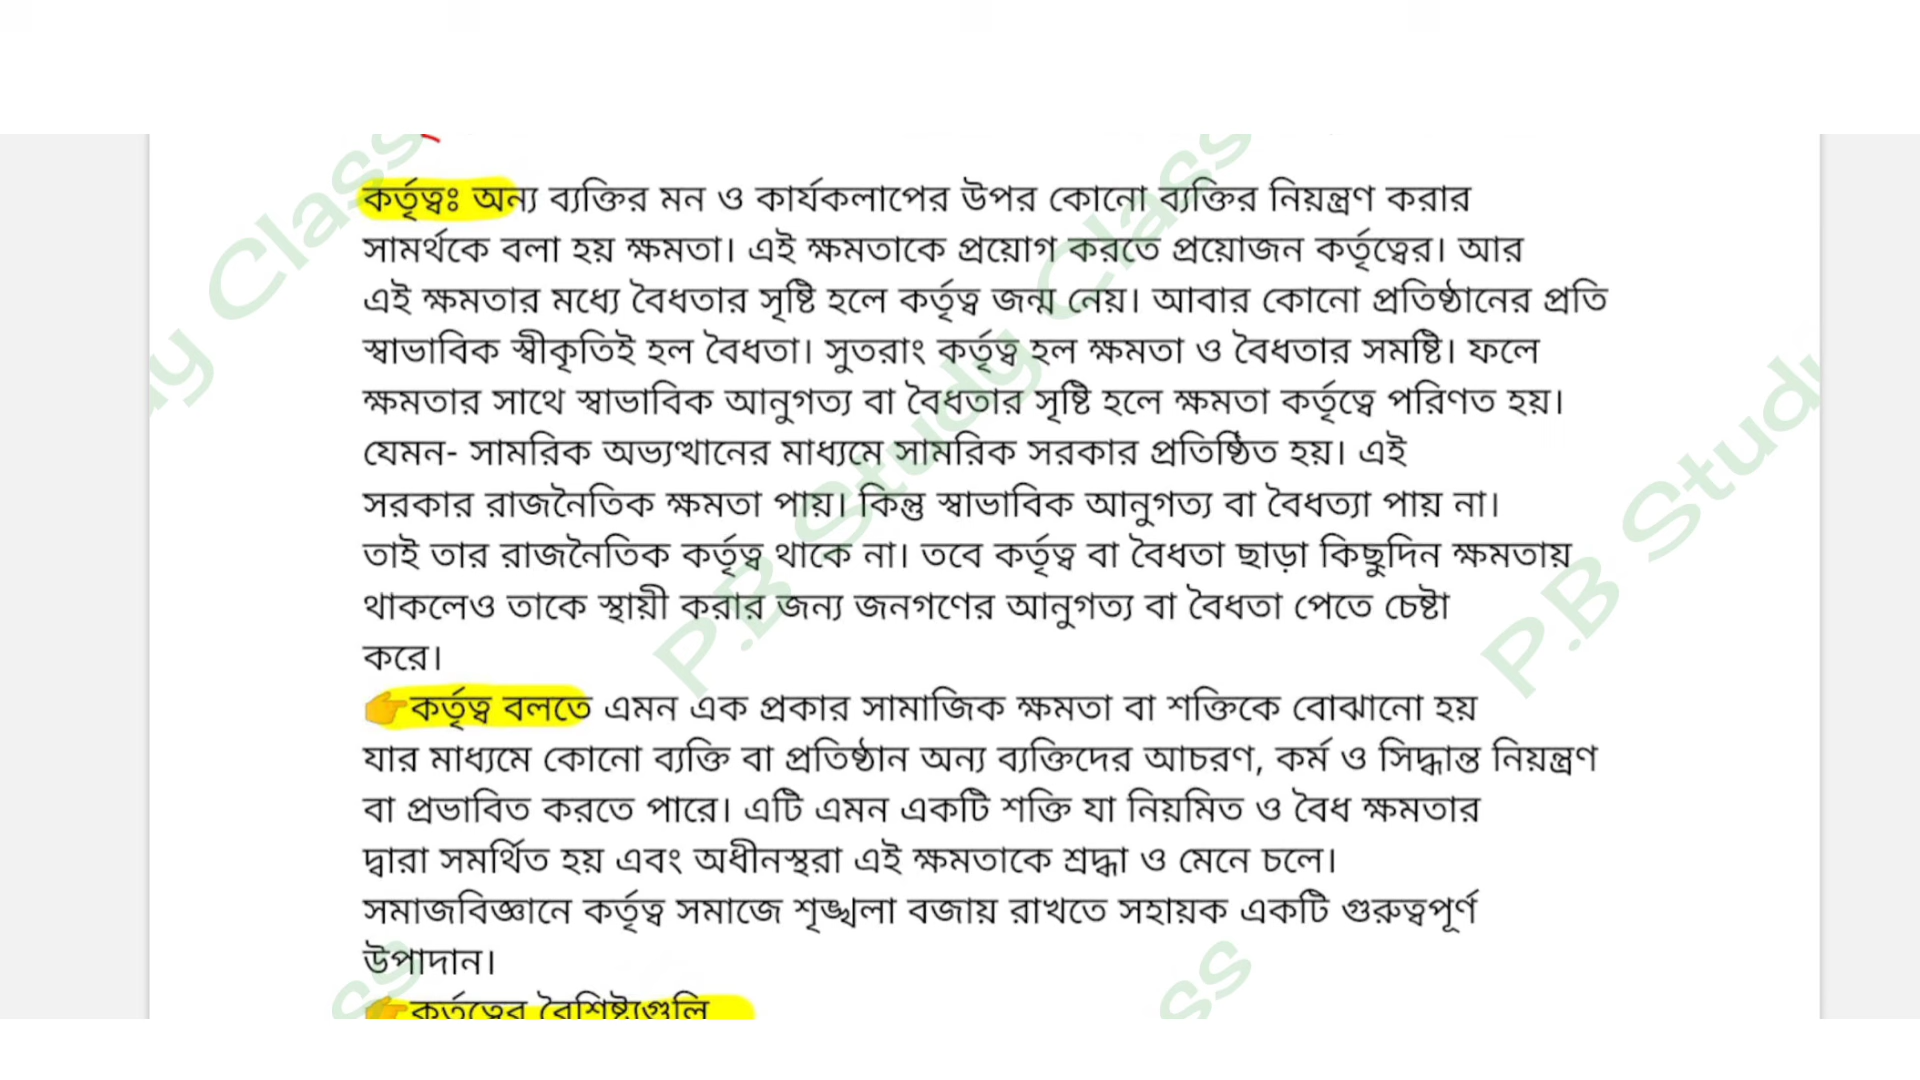 কর্তৃত্বঃ অন্য ব্যক্তির মন ও কার্যকলাপের উপর কোনো ব্যক্তির নিয়ন্ত্রণ করার
সামর্থকে বলা হয় ক্ষমতা। এই ক্ষমতাকে প্রয়োগ করতে প্রয়োজন কর্তৃত্বের। আর
এই ক্ষমতার মধ্যে বৈধতার সৃষ্টি হলে কর্তৃত্ব জন্ম নেয়। আবার কোনো প্রতিষ্ঠানের প্রতি
স্বাভাবিক স্বীকৃতিই হল বৈধতা। সুতরাং কর্তৃত্ব হল ক্ষমতা ও বৈধতার সমষ্টি। ফলে
ক্ষমতার সাথে স্বাভাবিক আনুগত্য বা বৈধতার সৃষ্টি হলে ক্ষমতা কর্তৃত্বে পরিণত হয়।
যেমন- সামরিক অভ্যত্থানের মাধ্যমে সামরিক সরকার প্রতিষ্ঠিত হয়। এই
সরকার রাজনৈতিক ক্ষমতা পায়। কিন্তু স্বাভাবিক আনুগত্য বা বৈধত্যা পায় না।
তাই তার রাজনৈতিক কর্তৃত্ব থাকে না। তবে কর্তৃত্ব বা বৈধতা ছাড়া কিছুদিন ক্ষমতায়
থাকলেও তাকে স্থায়ী করার জন্য জনগণের আনুগত্য বা বৈধতা পেতে চেষ্টা
করে।
👉কর্তৃত্ব বলতে এমন এক প্রকার সামাজিক ক্ষমতা বা শক্তিকে বোঝানো হয়
যার মাধ্যমে কোনো ব্যক্তি বা প্রতিষ্ঠান অন্য ব্যক্তিদের আচরণ, কর্ম ও সিদ্ধান্ত নিয়ন্ত্রণ
বা প্রভাবিত করতে পারে। এটি এমন একটি শক্তি যা নিয়মিত ও বৈধ ক্ষমতার
দ্বারা সমর্থিত হয় এবং অধীনস্থরা এই ক্ষমতাকে শ্রদ্ধা ও মেনে চলে।
সমাজবিজ্ঞানে কর্তৃত্ব সমাজে শৃঙ্খলা বজায় রাখতে সহায়ক একটি গুরুত্বপূর্ণ
উপাদান।
👉কর্তৃত্বের বৈশিষ্ট্যগুলি
P.B Study Class
P.B Study